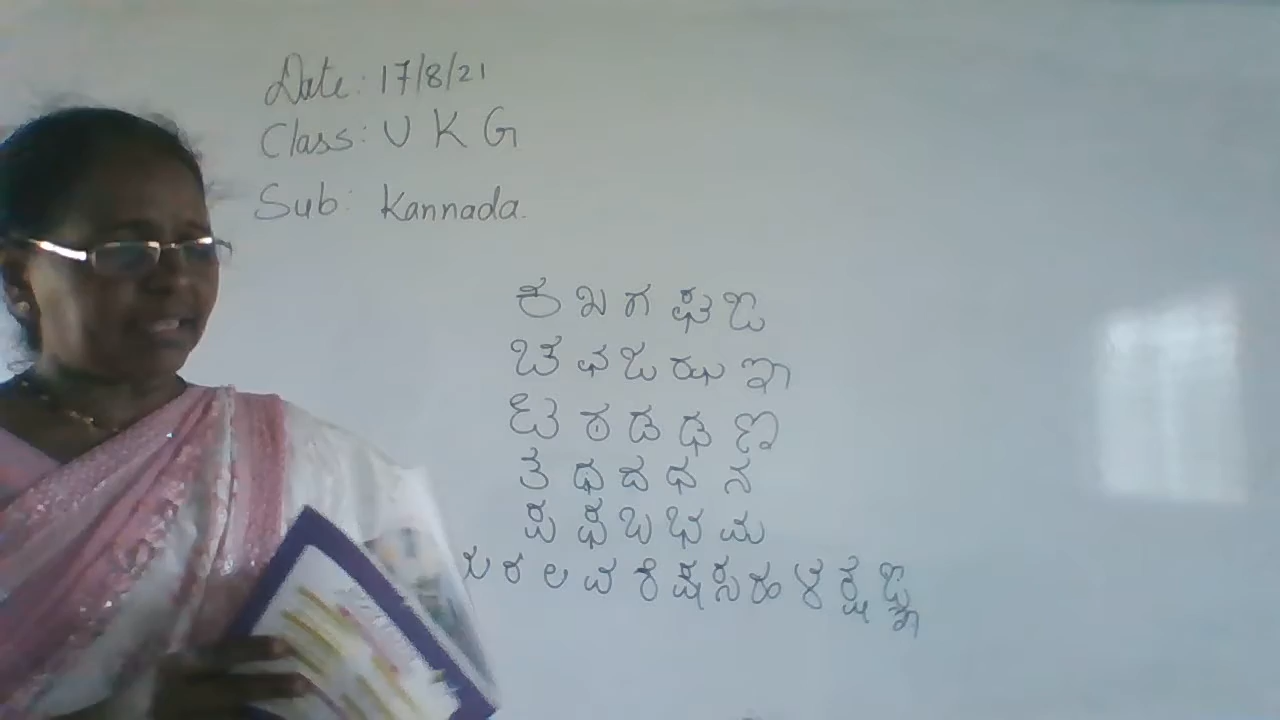 Date: 17/8/21
Class: U K G
Sub: Kannada.
ಕ ಖ ಗ ಘ ಙ
ಚ ಛ ಜ ಝ ಞ
ಟ ಠ ಡ ಢ ಣ
ತ ಥ ದ ಧ ನ
ಪ ಫ ಬ ಭ ಮ
ಯ ರ ಲ ವ ಶ ಷ ಸ ಹ ಳ ಕ್ಷ ಜ್ಞ